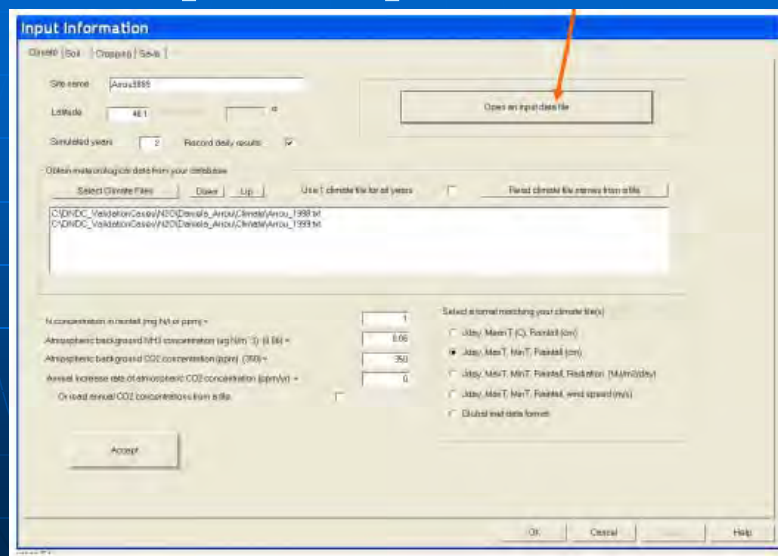 Input Information
Climate | Soil | Cropping | Save |
Site name
Open an input data file
Latitude 48.1
Simulated years 2 Record daily results
Obtain meteorological data from your database
Select Climate Files Down Up Use 1 climate file for all years Read climate file names from a file
C:\DNDC_ValidationCases\N2O\Daniela_Arrou\Climate\Arrou_1998.txt
C:\DNDC_ValidationCases\N2O\Daniela_Arrou\Climate\Arrou_1999.txt
N concentration in rainfall (mg N/l or ppm) = 1
Atmospheric background NH3 concentration (ug N/m^3) (0.06) = 0.06
Atmospheric background CO2 concentration (ppm) (350) = 350
Annual increase rate of atmospheric CO2 concentration (ppm/yr) = 0
Or read annual CO2 concentrations from a file
Select a format matching your climate file(s)
Jday, MeanT (C), Rainfall (cm)
Jday, MaxT, MinT, Rainfall (cm)
Jday, MaxT, MinT, Rainfall, Radiation (MJ/m2/day)
Jday, MaxT, MinT, Rainfall, wind speed (m/s)
Global met data format
Accept
OK Cancel Help